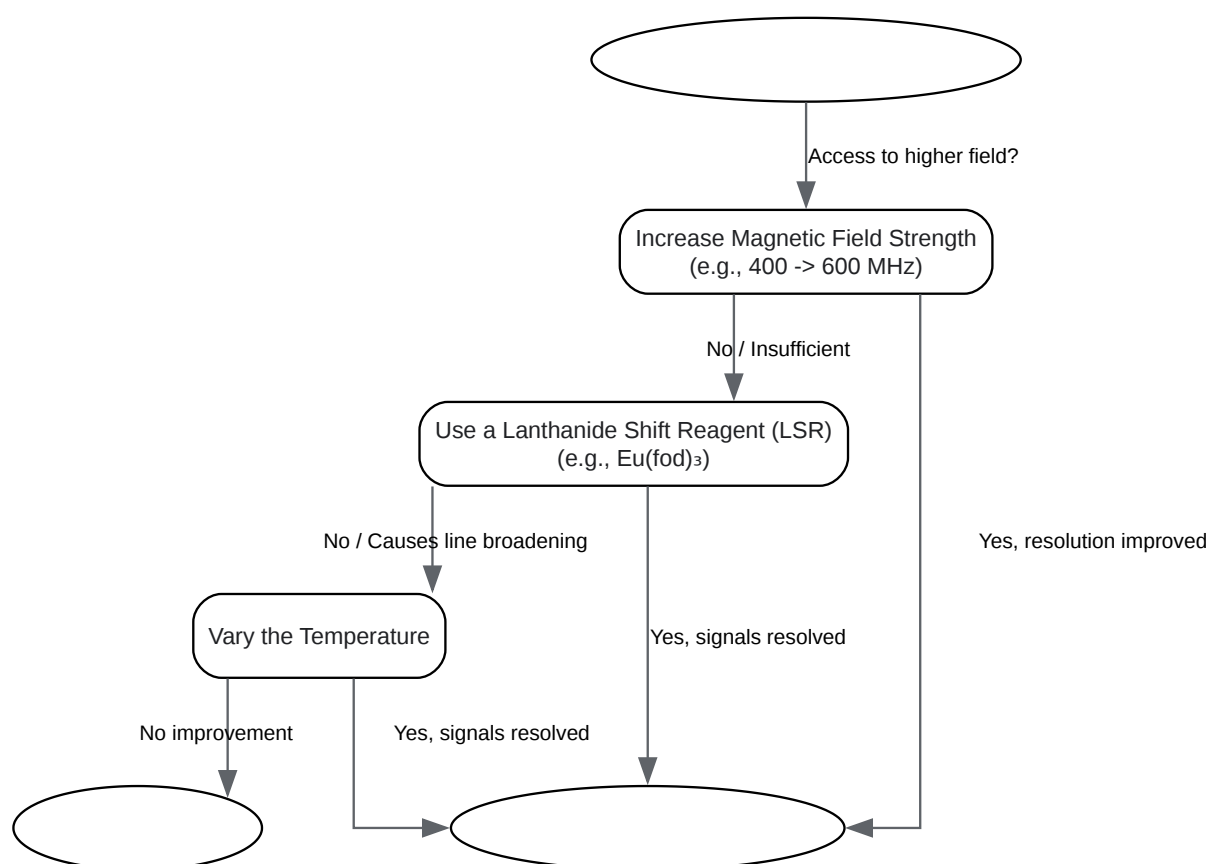 Access to higher field?
Increase Magnetic Field Strength
(e.g., 400 -> 600 MHz)
No / Insufficient
Use a Lanthanide Shift Reagent (LSR)
(e.g., Eu(fod)₃)
No / Causes line broadening
Yes, resolution improved
Vary the Temperature
Yes, signals resolved
No improvement
Yes, signals resolved